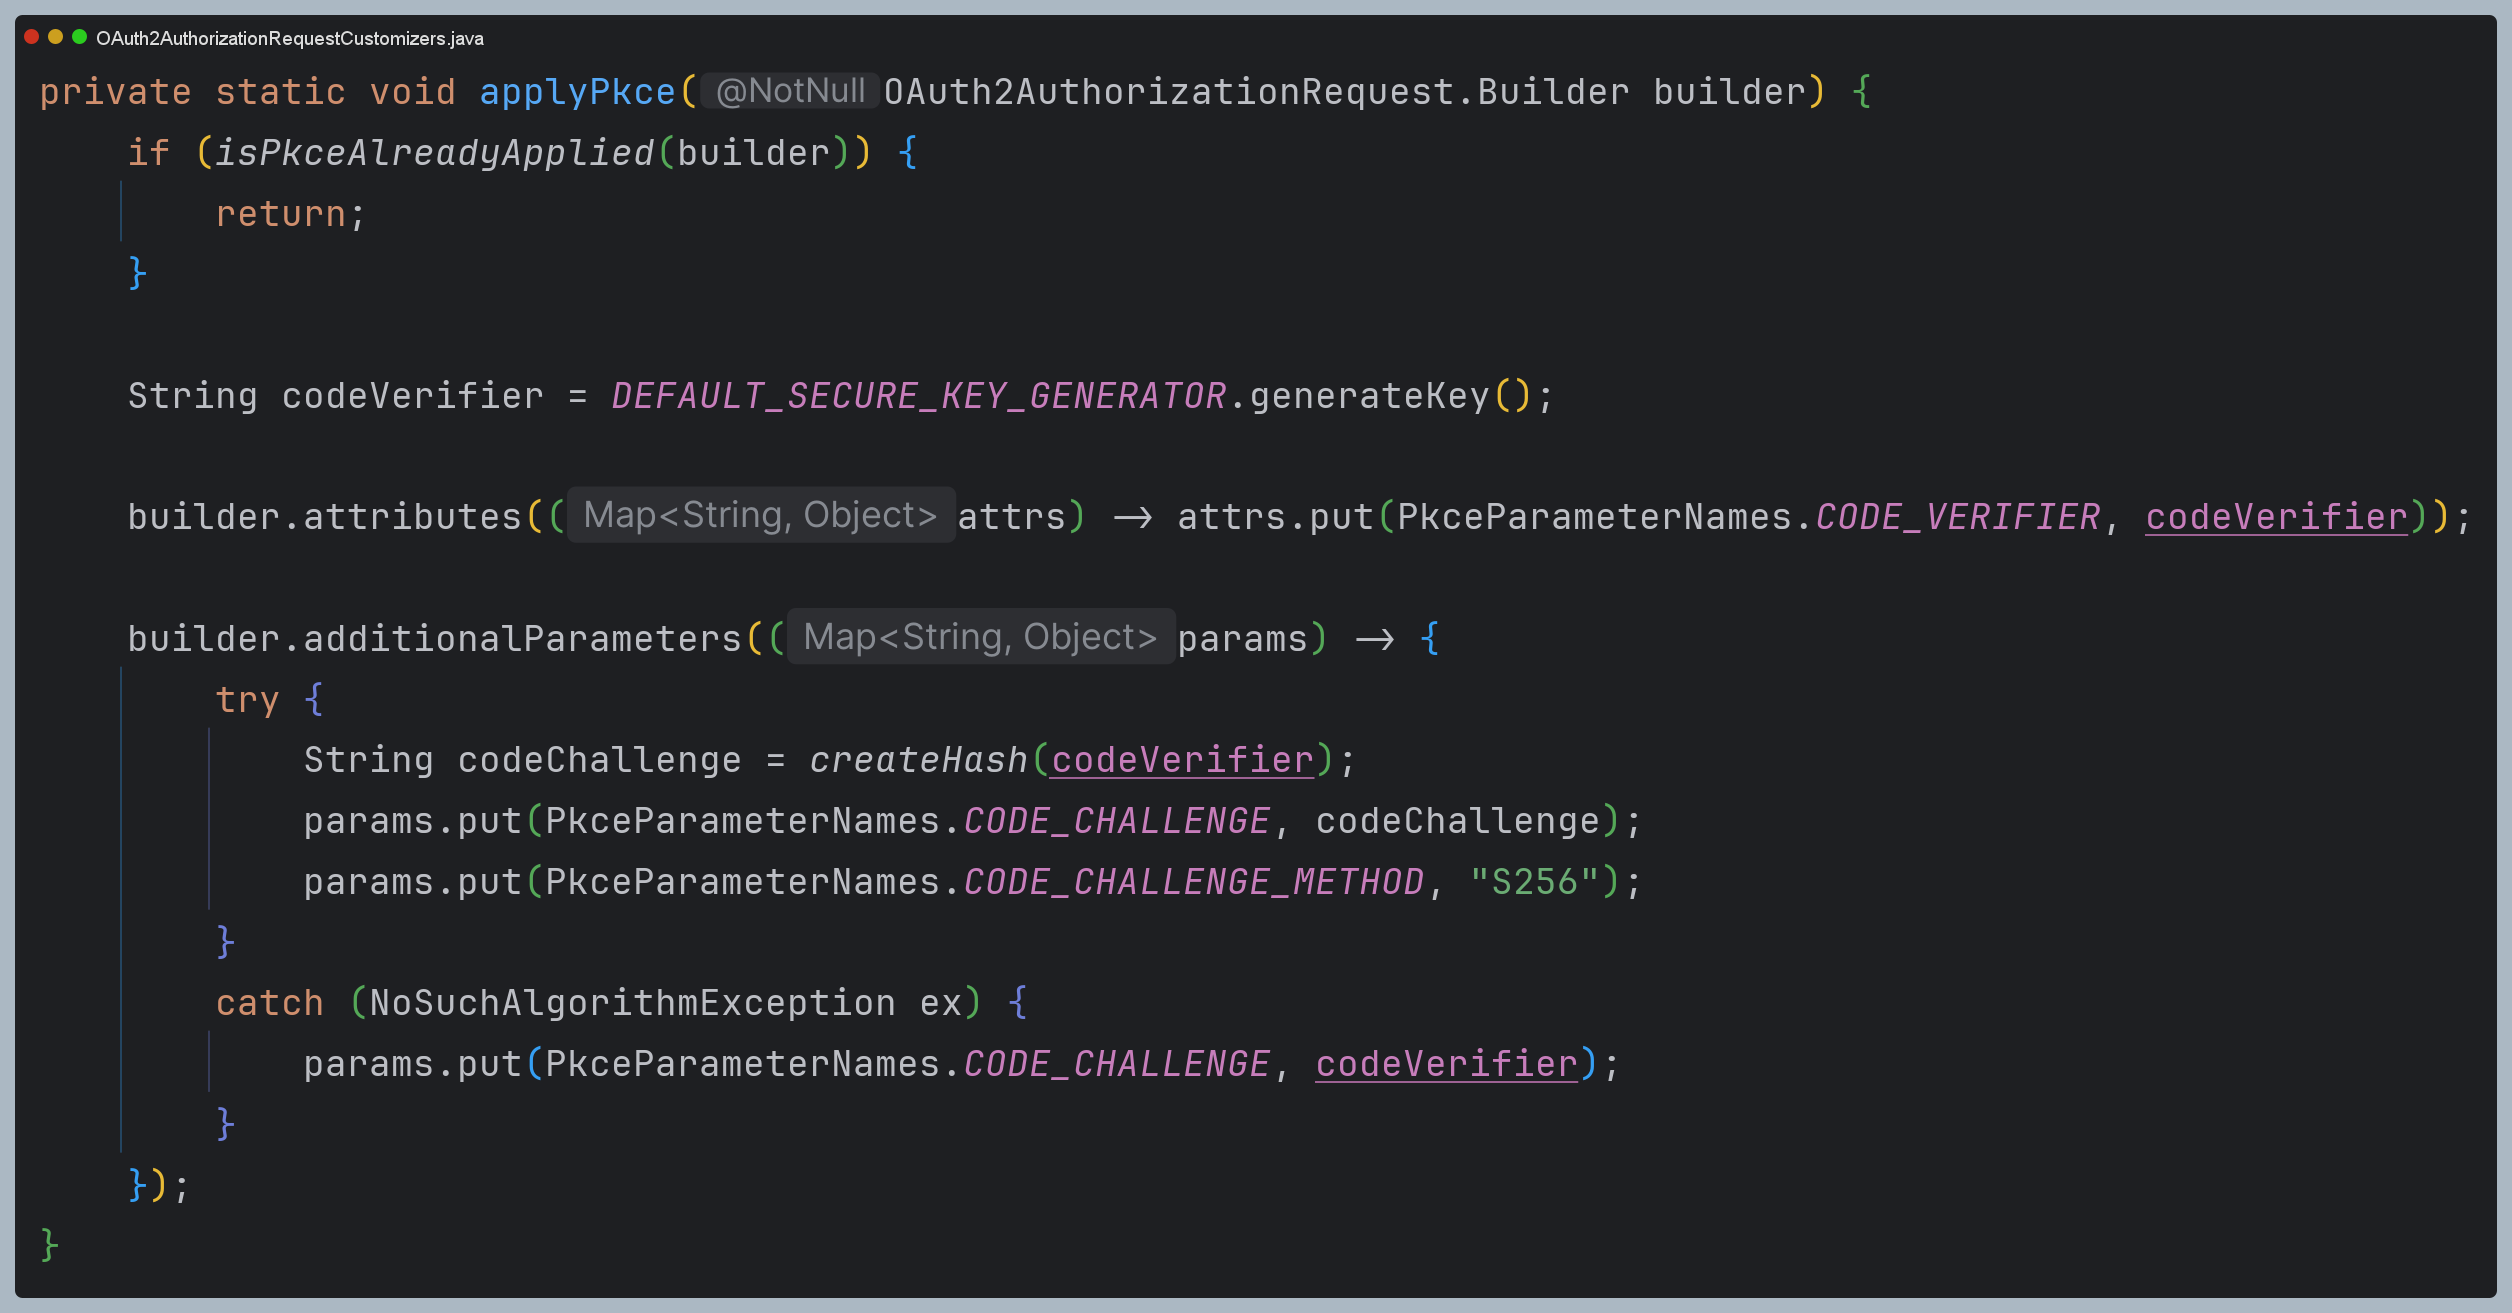 OAuth2AuthorizationRequestCustomizers.java
private static void applyPkce( @NotNull OAuth2AuthorizationRequest.Builder builder) {
if (isPkceAlreadyApplied(builder)) {
return;
}
String codeVerifier = DEFAULT_SECURE_KEY_GENERATOR.generateKey();
builder.attributes(( Map<String, Object> attrs) → attrs.put(PkceParameterNames.CODE_VERIFIER, codeVerifier));
builder.additionalParameters(( Map<String, Object> params) → {
try {
String codeChallenge = createHash(codeVerifier);
params.put(PkceParameterNames.CODE_CHALLENGE, codeChallenge);
params.put(PkceParameterNames.CODE_CHALLENGE_METHOD, "S256");
}
catch (NoSuchAlgorithmException ex) {
params.put(PkceParameterNames.CODE_CHALLENGE, codeVerifier);
}
});
}